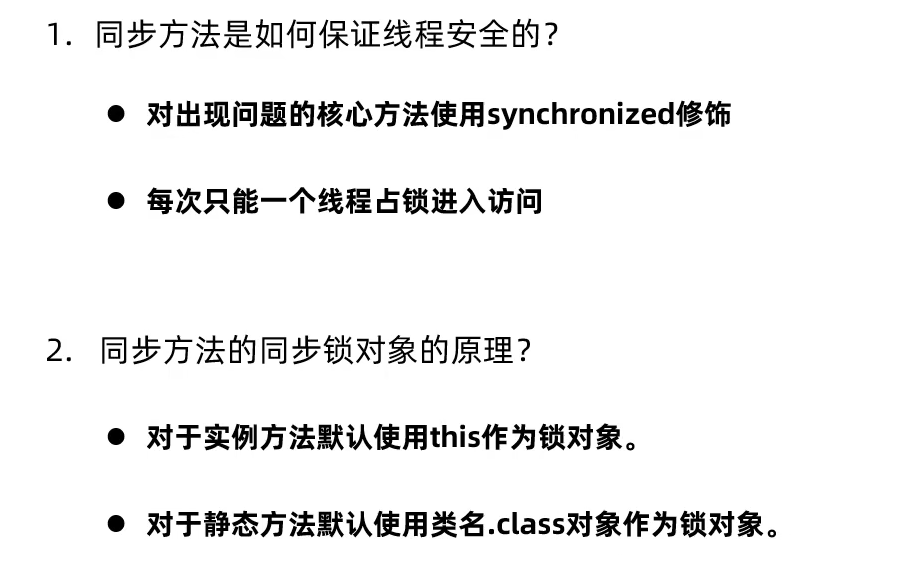 1. 同步方法是如何保证线程安全的?
● 对出现问题的核心方法使用synchronized修饰
● 每次只能一个线程占锁进入访问
2. 同步方法的同步锁对象的原理?
● 对于实例方法默认使用this作为锁对象。
● 对于静态方法默认使用类名.class对象作为锁对象。